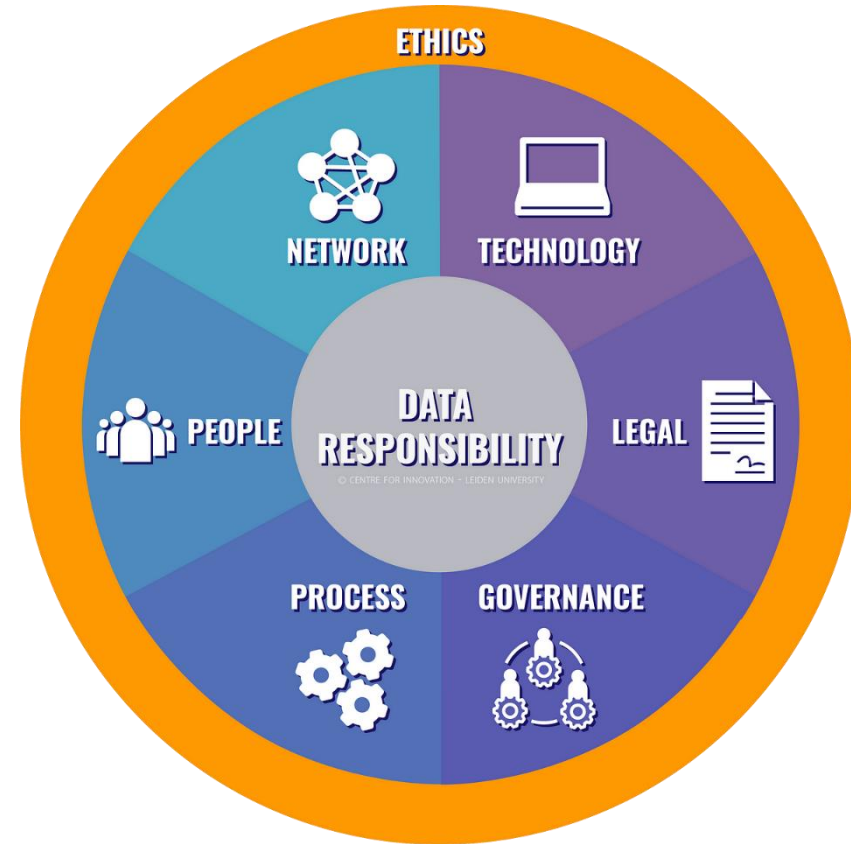 ETHICS
NETWORK
TECHNOLOGY
PEOPLE
DATA
RESPONSIBILITY
© CENTRE FOR INNOVATION - LEIDEN UNIVERSITY
LEGAL
PROCESS
GOVERNANCE